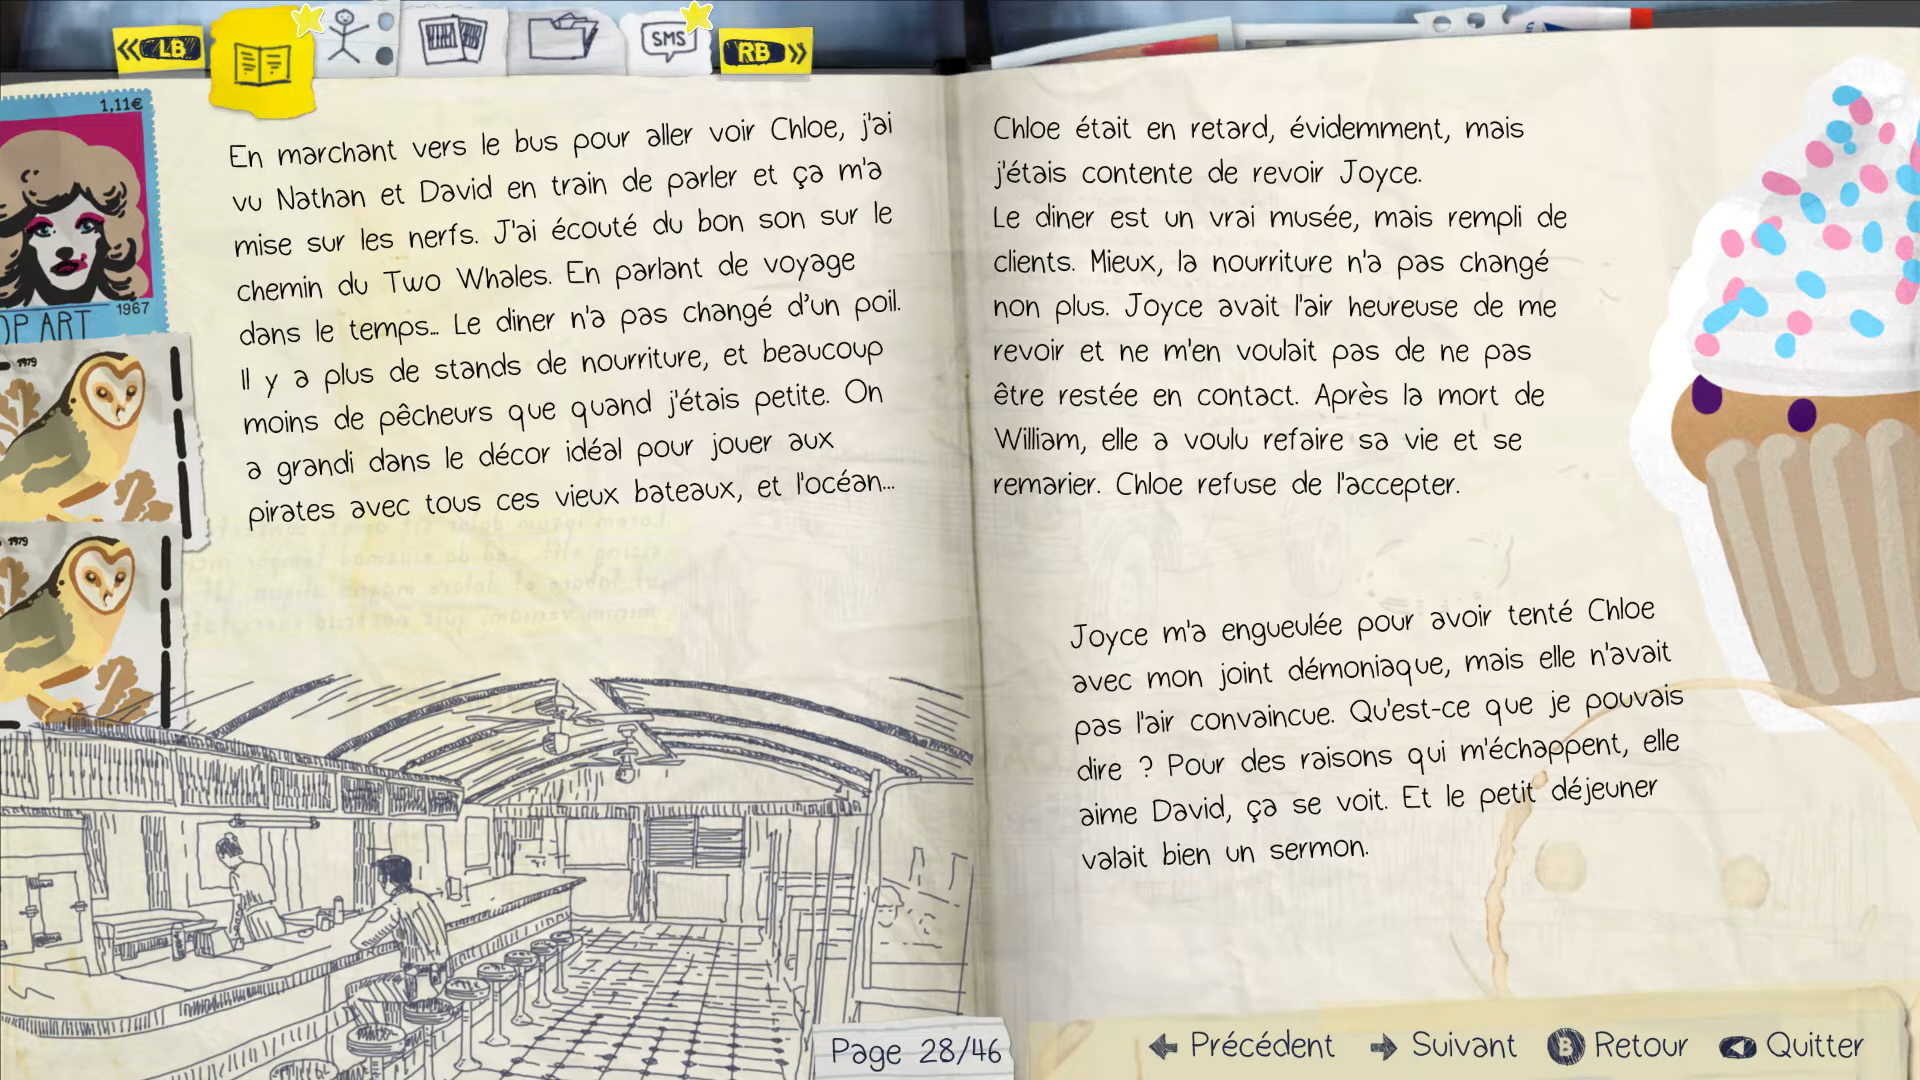 LB
SMS
RB
1,11€
1967
OP ART
1979
1979
En marchant vers le bus pour aller voir Chloe, j'ai
vu Nathan et David en train de parler et ça m'a
mise sur les nerfs. J'ai écouté du bon son sur le
chemin du Two Whales. En parlant de voyage
dans le temps... Le diner n'a pas changé d'un poil.
Il y a plus de stands de nourriture, et beaucoup
moins de pêcheurs que quand j'étais petite. On
a grandi dans le décor idéal pour jouer aux
pirates avec tous ces vieux bateaux, et l'océan...
Chloe était en retard, évidemment, mais
j'étais contente de revoir Joyce.
Le diner est un vrai musée, mais rempli de
clients. Mieux, la nourriture n'a pas changé
non plus. Joyce avait l'air heureuse de me
revoir et ne m'en voulait pas de ne pas
être restée en contact. Après la mort de
William, elle a voulu refaire sa vie et se
remarier. Chloe refuse de l'accepter.
Joyce m'a engueulée pour avoir tenté Chloe
avec mon joint démoniaque, mais elle n'avait
pas l'air convaincue. Qu'est-ce que je pouvais
dire ? Pour des raisons qui m'échappent, elle
aime David, ça se voit. Et le petit déjeuner
valait bien un sermon.
Page 28/46
Précédent
Suivant
B Retour
Quitter